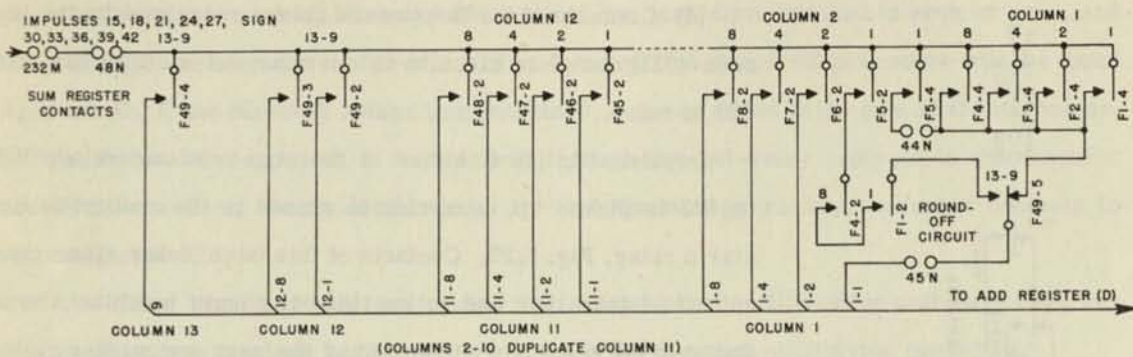 IMPULSES 15, 18, 21, 24, 27, SIGN
COLUMN 12
COLUMN 2
COLUMN 1
30, 33, 36, 39, 42
13-9
13-9
8 4 2 1
8 4 2 1 8 4 2 1
232 M
48N
SUM REGISTER
CONTACTS
F49-4
F49-3
F49-2
F48-2
F47-2
F46-2
F45-2
F8-2
F7-2
F6-2
F5-2
F5-4
F4-4
F3-4
F2-4
F1-4
44N
13-9
8
F4-2
1
F1-2
ROUND-
OFF
CIRCUIT
F49-5
45N
TO ADD REGISTER (D)
9
12-8
12-1
11-8
11-4
11-2
11-1
1-8
1-4
1-2
1-1
COLUMN 13
COLUMN 12
COLUMN 11
COLUMN 1
(COLUMNS 2-10 DUPLICATE COLUMN 11)